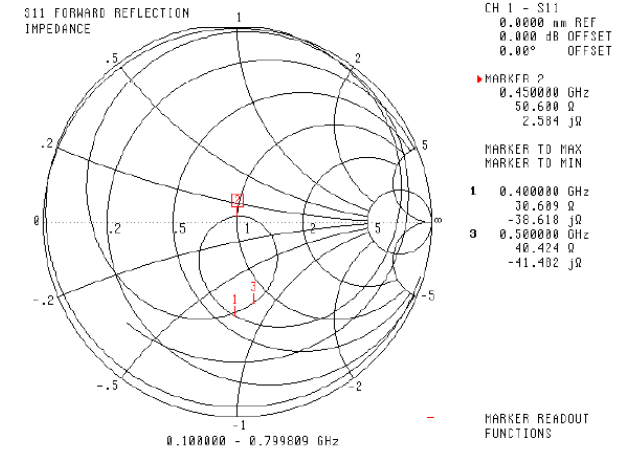 S11 FORWARD REFLECTION
IMPEDANCE
CH 1 - S11
0.0000 mm REF
0.000 dB OFFSET
0.00° OFFSET
MARKER 2
0.450000 GHz
50.600 Ω
2.584 jΩ
MARKER TO MAX
MARKER TO MIN
1 0.400000 GHz
30.609 Ω
-38.618 jΩ
3 0.500000 GHz
40.424 Ω
-41.482 jΩ
1
.5
2
.2
5
2
0
.2
.5
1
2
5
∞
3
1
-.2
-5
-.5
-2
-1
0.100000 - 0.799809 GHz
MARKER READOUT
FUNCTIONS